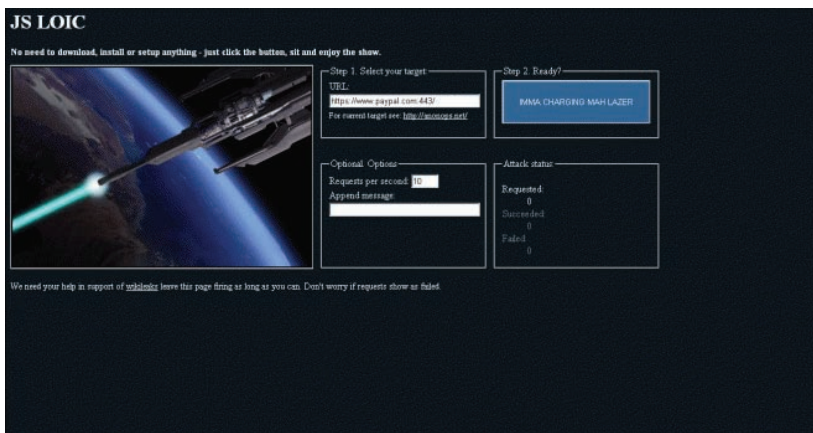 JS LOIC
No need to download, install or setup anything - just click the button, sit and enjoy the show.
Step 1. Select your target:
URL:
https://www.paypal.com:443/
For current target see: http://anonops.net/
Step 2. Ready?
IMMA CHARGING MAH LAZER
Optional. Options
Requests per second: 10
Append message:
Attack status:
Requested:
0
Succeeded:
0
Failed
0
We need your help in support of wikileaks leave this page firing as long as you can. Don't worry if requests show as failed.